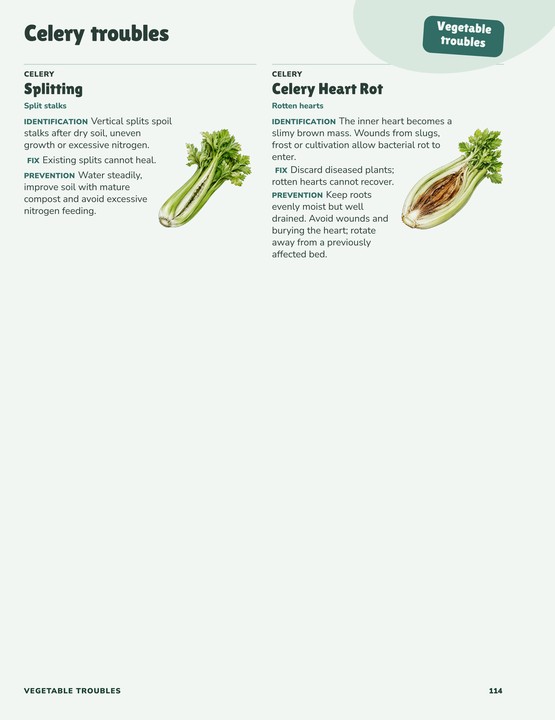 Celery troubles
Vegetable
troubles
CELERY
Splitting
Split stalks
IDENTIFICATION Vertical splits spoil
stalks after dry soil, uneven
growth or excessive nitrogen.
FIX Existing splits cannot heal.
PREVENTION Water steadily,
improve soil with mature
compost and avoid excessive
nitrogen feeding.
CELERY
Celery Heart Rot
Rotten hearts
IDENTIFICATION The inner heart becomes a
slimy brown mass. Wounds from slugs,
frost or cultivation allow bacterial rot to
enter.
FIX Discard diseased plants;
rotten hearts cannot recover.
PREVENTION Keep roots
evenly moist but well
drained. Avoid wounds and
burying the heart; rotate
away from a previously
affected bed.
VEGETABLE TROUBLES
114